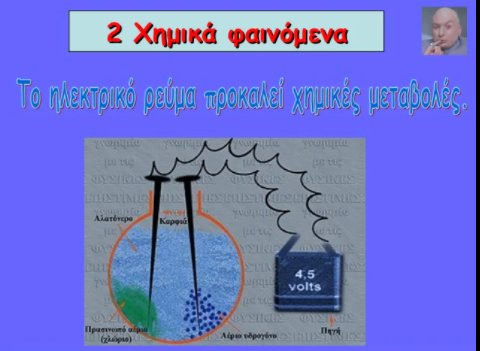 2 Χημικά φαινόμενα
Το ηλεκτρικό ρεύμα προκαλεί χημικές μεταβολές.
Αλατόνερο
Καρφιά
4,5
volts
Πρασινωπό αέριο
(χλώριο)
Αέριο υδρογόνο
Πηγή